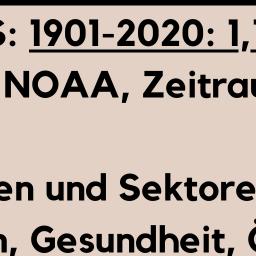 S: 1901-2020: 1,
NOAA, Zeitrau
en und Sektore
n, Gesundheit, Ö